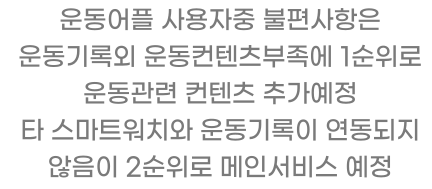 운동어플 사용자중 불편사항은
운동기록외 운동컨텐츠부족에 1순위로
운동관련 컨텐츠 추가예정
타 스마트워치와 운동기록이 연동되지
않음이 2순위로 메인서비스 예정